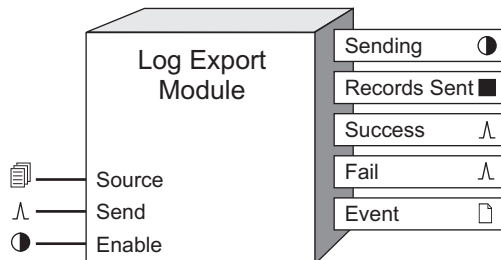 Log Export
Module
Source
Send
Enable
Sending
Records Sent
Success
Fail
Event